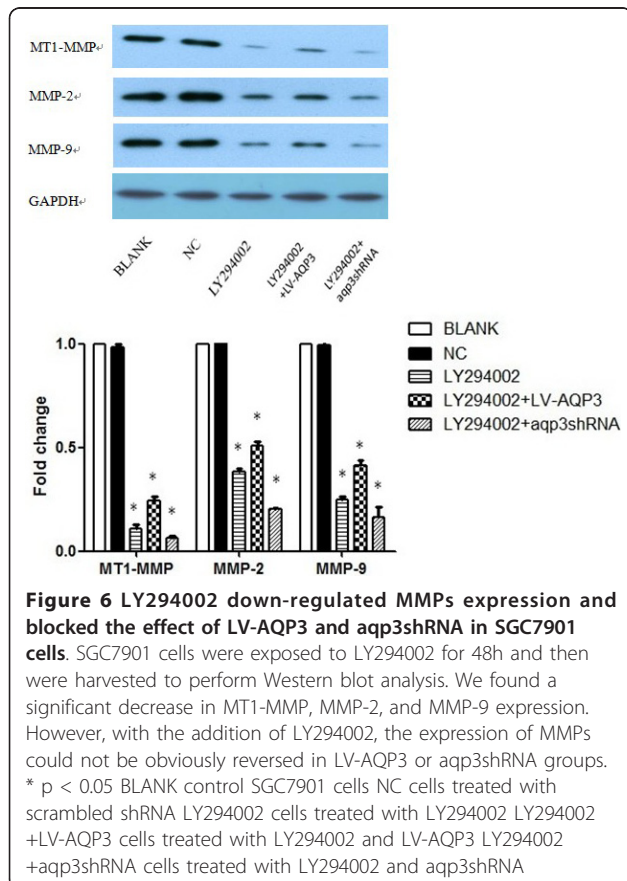 MT1-MMP↵
MMP-2↵
MMP-9↵
GAPDH↵
BLANK
NC
LY294002
LY294002
+LV-AQP3
LY294002+
aqp3shRNA
BLANK
NC
LY294002
LY294002+LV-AQP3
LY294002+aqp3shRNA
Fold change
1.0
0.5
0.0
* * *
* * *
* * *
MT1-MMP MMP-2 MMP-9
Figure 6 LY294002 down-regulated MMPs expression and
blocked the effect of LV-AQP3 and aqp3shRNA in SGC7901
cells. SGC7901 cells were exposed to LY294002 for 48h and then
were harvested to perform Western blot analysis. We found a
significant decrease in MT1-MMP, MMP-2, and MMP-9 expression.
However, with the addition of LY294002, the expression of MMPs
could not be obviously reversed in LV-AQP3 or aqp3shRNA groups.
* p < 0.05 BLANK control SGC7901 cells NC cells treated with
scrambled shRNA LY294002 cells treated with LY294002 LY294002
+LV-AQP3 cells treated with LY294002 and LV-AQP3 LY294002
+aqp3shRNA cells treated with LY294002 and aqp3shRNA